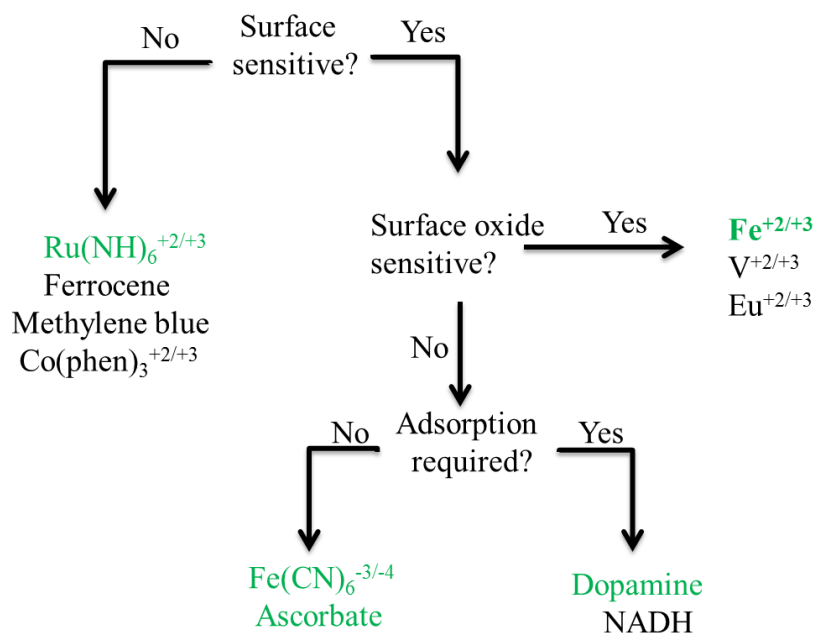 No
Surface
sensitive?
Yes
Ru(NH)₆⁺²/⁺³
Ferrocene
Methylene blue
Co(phen)₃⁺²/⁺³
Surface oxide
sensitive?
Yes
Fe⁺²/⁺³
V⁺²/⁺³
Eu⁺²/⁺³
No
No
Adsorption
required?
Yes
Fe(CN)₆⁻³/⁻⁴
Ascorbate
Dopamine
NADH